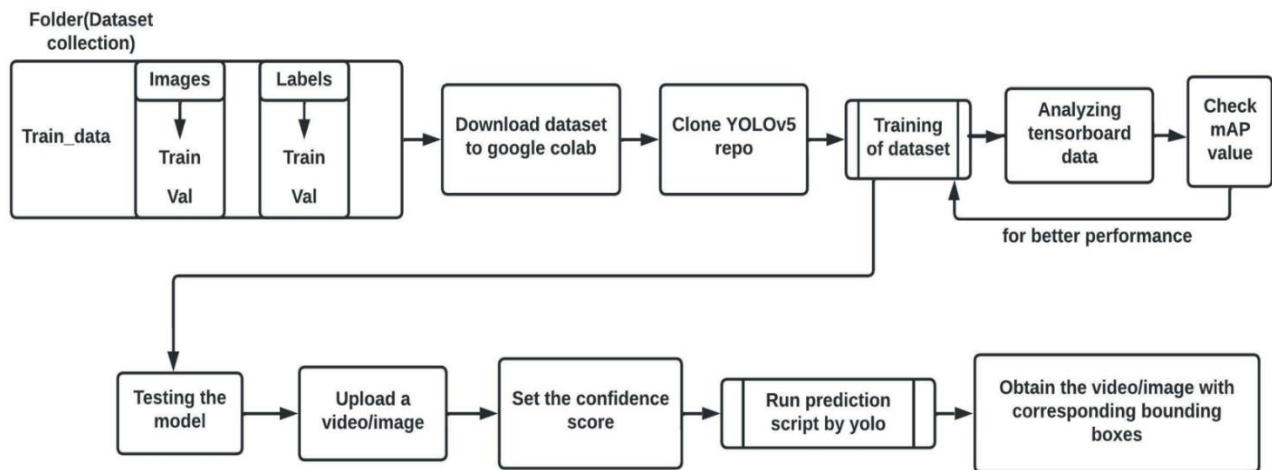 Folder(Dataset
collection)
Images
Labels
Train_data
Train
Train
Val
Val
Download dataset
to google colab
Clone YOLOv5
repo
Training
of dataset
Analyzing
tensorboard
data
Check
mAP
value
for better performance
Testing the
model
Upload a
video/image
Set the confidence
score
Run prediction
script by yolo
Obtain the video/image with
corresponding bounding
boxes